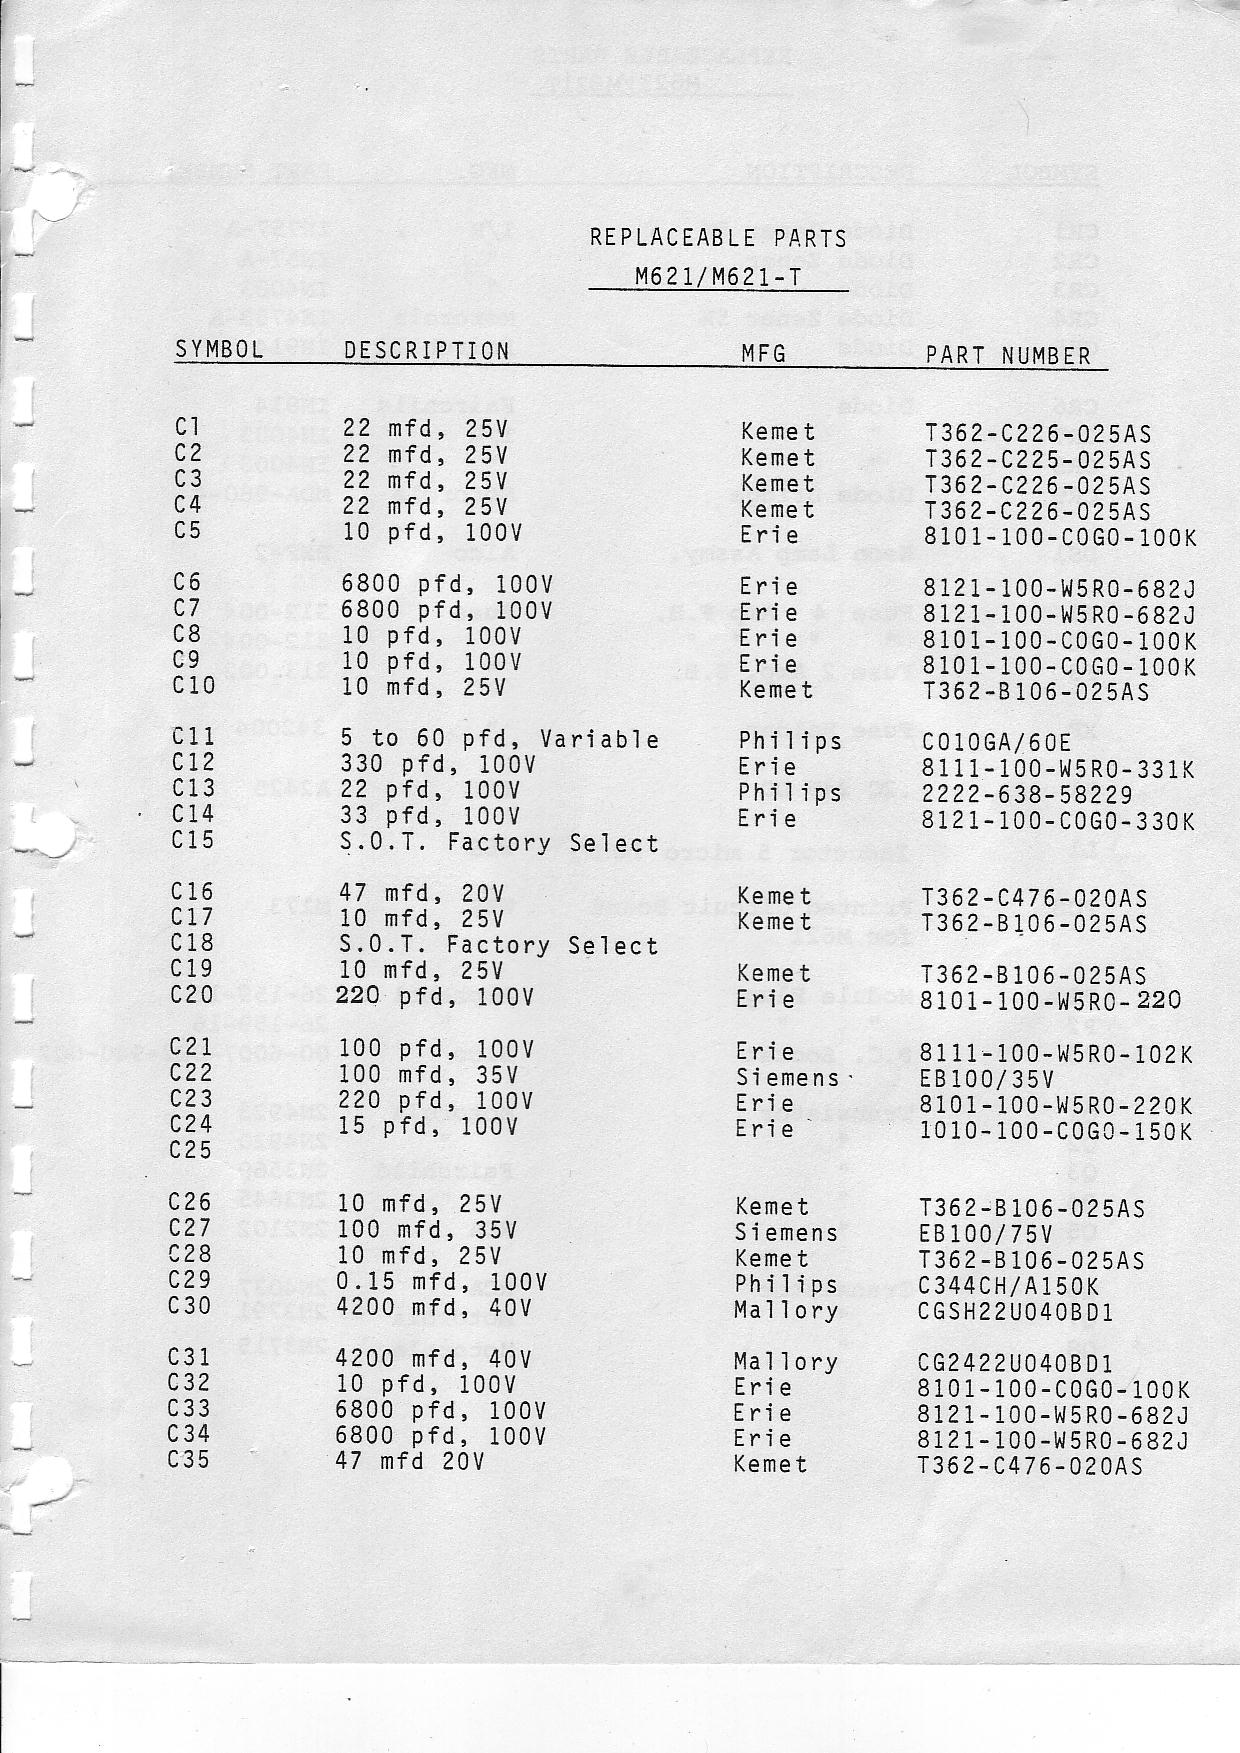 REPLACEABLE PARTS
M621/M621-T
SYMBOL DESCRIPTION MFG PART NUMBER
C1 22 mfd, 25V Kemet T362-C226-025AS
C2 22 mfd, 25V Kemet T362-C225-025AS
C3 22 mfd, 25V Kemet T362-C226-025AS
C4 22 mfd, 25V Kemet T362-C226-025AS
C5 10 pfd, 100V Erie 8101-100-COGO-100K
C6 6800 pfd, 100V Erie 8121-100-W5RO-682J
C7 6800 pfd, 100V Erie 8121-100-W5RO-682J
C8 10 pfd, 100V Erie 8101-100-COGO-100K
C9 10 pfd, 100V Erie 8101-100-COGO-100K
C10 10 mfd, 25V Kemet T362-B106-025AS
C11 5 to 60 pfd, Variable Philips C010GA/60E
C12 330 pfd, 100V Erie 8111-100-W5RO-331K
C13 22 pfd, 100V Philips 2222-638-58229
C14 33 pfd, 100V Erie 8121-100-COGO-330K
C15 S.O.T. Factory Select
C16 47 mfd, 20V Kemet T362-C476-020AS
C17 10 mfd, 25V Kemet T362-B106-025AS
C18 S.O.T. Factory Select
C19 10 mfd, 25V Kemet T362-B106-025AS
C20 220 pfd, 100V Erie 8101-100-W5RO-220
C21 100 pfd, 100V Erie 8111-100-W5RO-102K
C22 100 mfd, 35V Siemens EB100/35V
C23 220 pfd, 100V Erie 8101-100-W5RO-220K
C24 15 pfd, 100V Erie 1010-100-COGO-150K
C25
C26 10 mfd, 25V Kemet T362-B106-025AS
C27 100 mfd, 35V Siemens EB100/75V
C28 10 mfd, 25V Kemet T362-B106-025AS
C29 0.15 mfd, 100V Philips C344CH/A150K
C30 4200 mfd, 40V Mallory CGSH22U040BD1
C31 4200 mfd, 40V Mallory CG2422U040BD1
C32 10 pfd, 100V Erie 8101-100-COGO-100K
C33 6800 pfd, 100V Erie 8121-100-W5RO-682J
C34 6800 pfd, 100V Erie 8121-100-W5RO-682J
C35 47 mfd 20V Kemet T362-C476-020AS